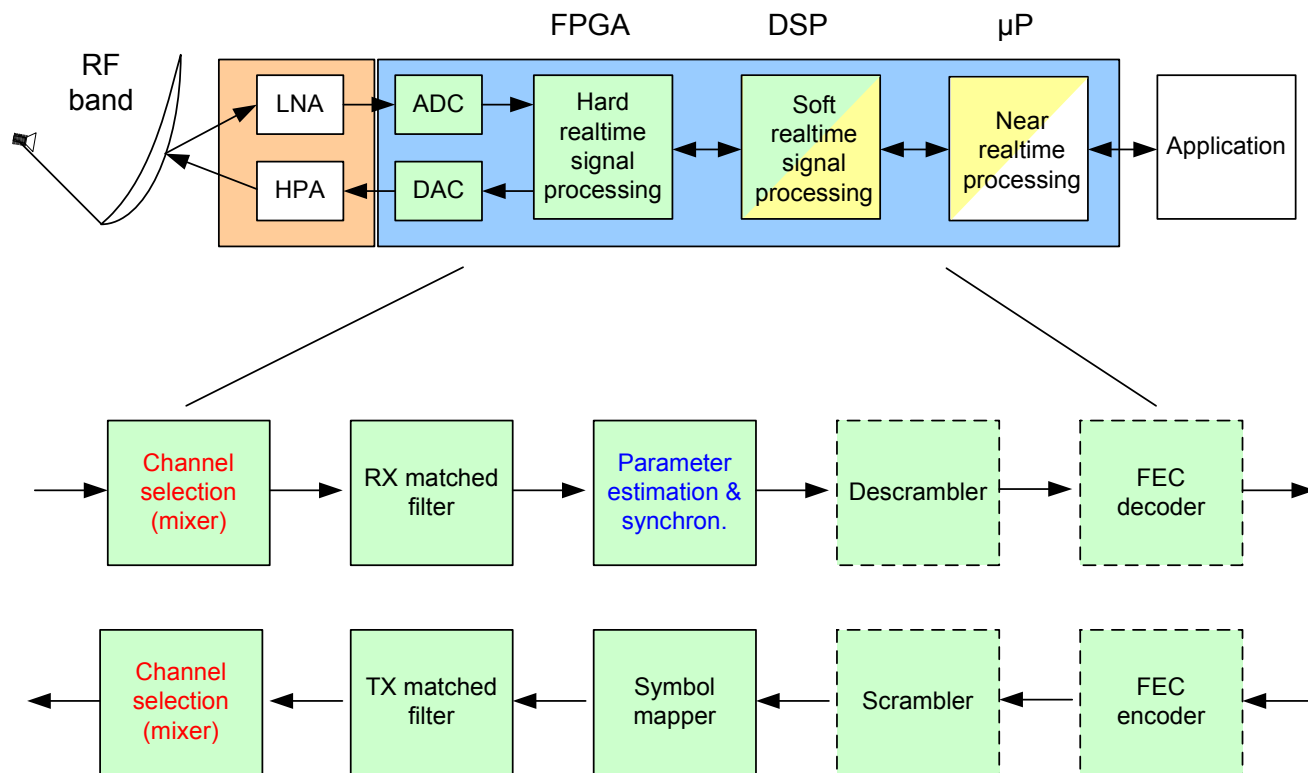 FPGA
DSP
µP
RF
band
LNA
ADC
Hard
realtime
signal
processing
Soft
realtime
signal
processing
Near
realtime
processing
Application
HPA
DAC
Channel
selection
(mixer)
RX matched
filter
Parameter
estimation &
synchron.
Descrambler
FEC
decoder
Channel
selection
(mixer)
TX matched
filter
Symbol
mapper
Scrambler
FEC
encoder